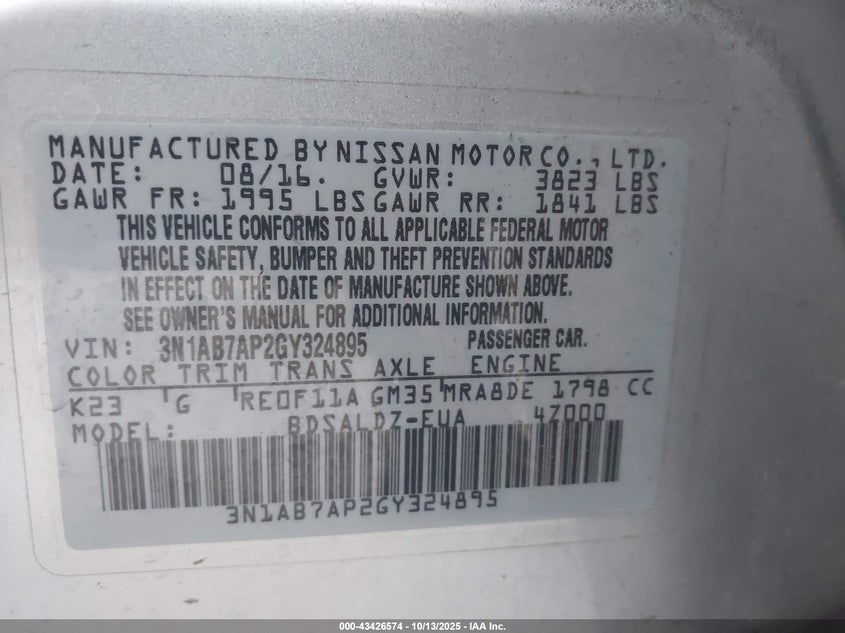 MANUFACTURED BY NISSAN MOTOR CO., LTD.
DATE: 08/16. GVWR: 3823 LBS
GAWR FR: 1995 LBS GAWR RR: 1841 LBS
THIS VEHICLE CONFORMS TO ALL APPLICABLE FEDERAL MOTOR
VEHICLE SAFETY, BUMPER AND THEFT PREVENTION STANDARDS
IN EFFECT ON THE DATE OF MANUFACTURE SHOWN ABOVE.
SEE OWNER'S MANUAL FOR ADDITIONAL INFORMATION.
VIN: 3N1AB7AP2GY324895 PASSENGER CAR.
COLOR TRIM TRANS AXLE ENGINE
K23 G RE0F11A GM35 MRA8DE 1798 CC
MODEL: BDSALDZ-EUA 4Z000
3N1AB7AP2GY324895
000-43426574 | 10/13/2025 - IAA Inc.